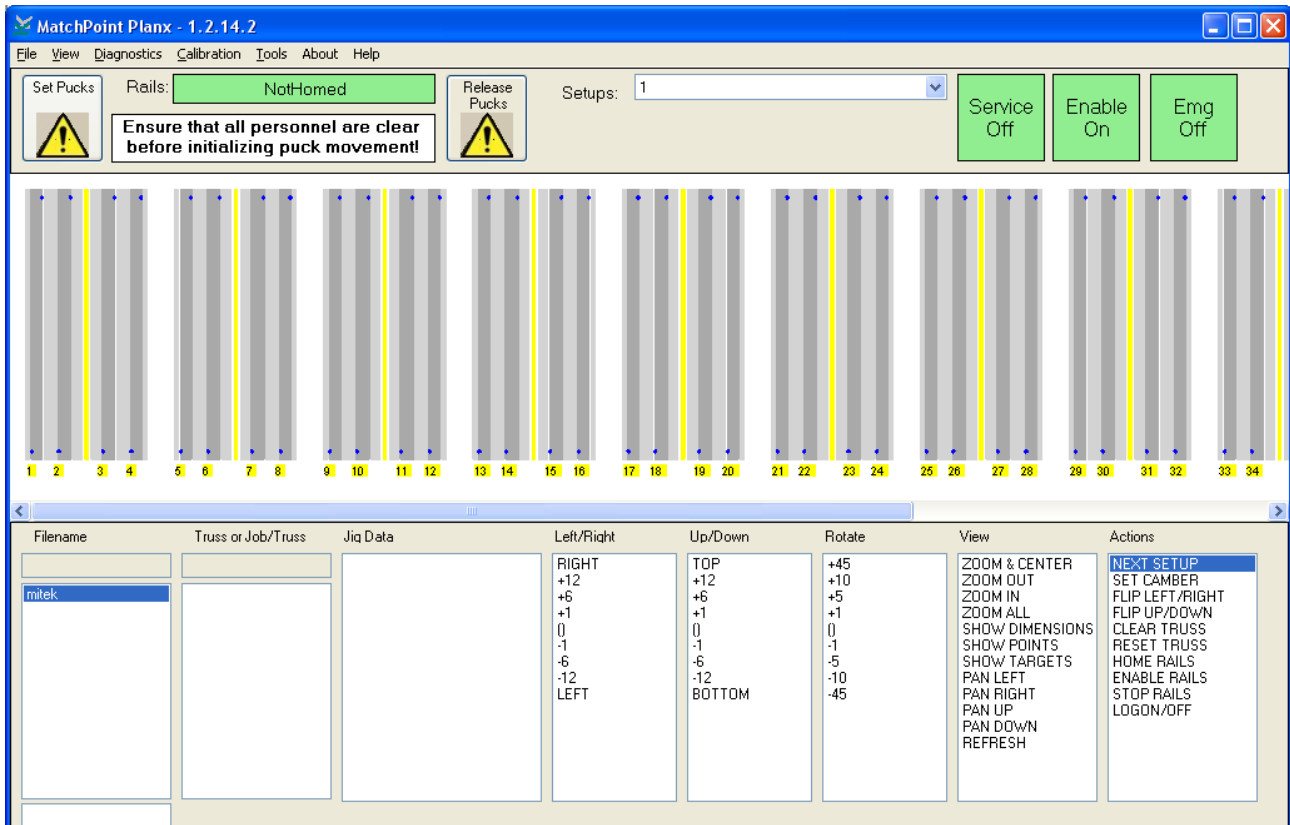 MatchPoint Planx - 1.2.14.2
File View Diagnostics Calibration Tools About Help
Set Pucks
Rails: NotHomed
Ensure that all personnel are clear
before initializing puck movement!
Release
Pucks
Setups: 1
Service
Off
Enable
On
Emg
Off
1 2 3 4 5 6 7 8 9 10 11 12 13 14 15 16 17 18 19 20 21 22 23 24 25 26 27 28 29 30 31 32 33 34
Filename
mitek
Truss or Job/Truss
Jig Data
Left/Right
RIGHT
+12
+6
+1
()
-1
-6
-12
LEFT
Up/Down
TOP
+12
+6
+1
()
-1
-6
-12
BOTTOM
Rotate
+45
+10
+5
+1
()
-1
-5
-10
-45
View
ZOOM & CENTER
ZOOM OUT
ZOOM IN
ZOOM ALL
SHOW DIMENSIONS
SHOW POINTS
SHOW TARGETS
PAN LEFT
PAN RIGHT
PAN UP
PAN DOWN
REFRESH
Actions
NEXT SETUP
SET CAMBER
FLIP LEFT/RIGHT
FLIP UP/DOWN
CLEAR TRUSS
RESET TRUSS
HOME RAILS
ENABLE RAILS
STOP RAILS
LOGON/OFF